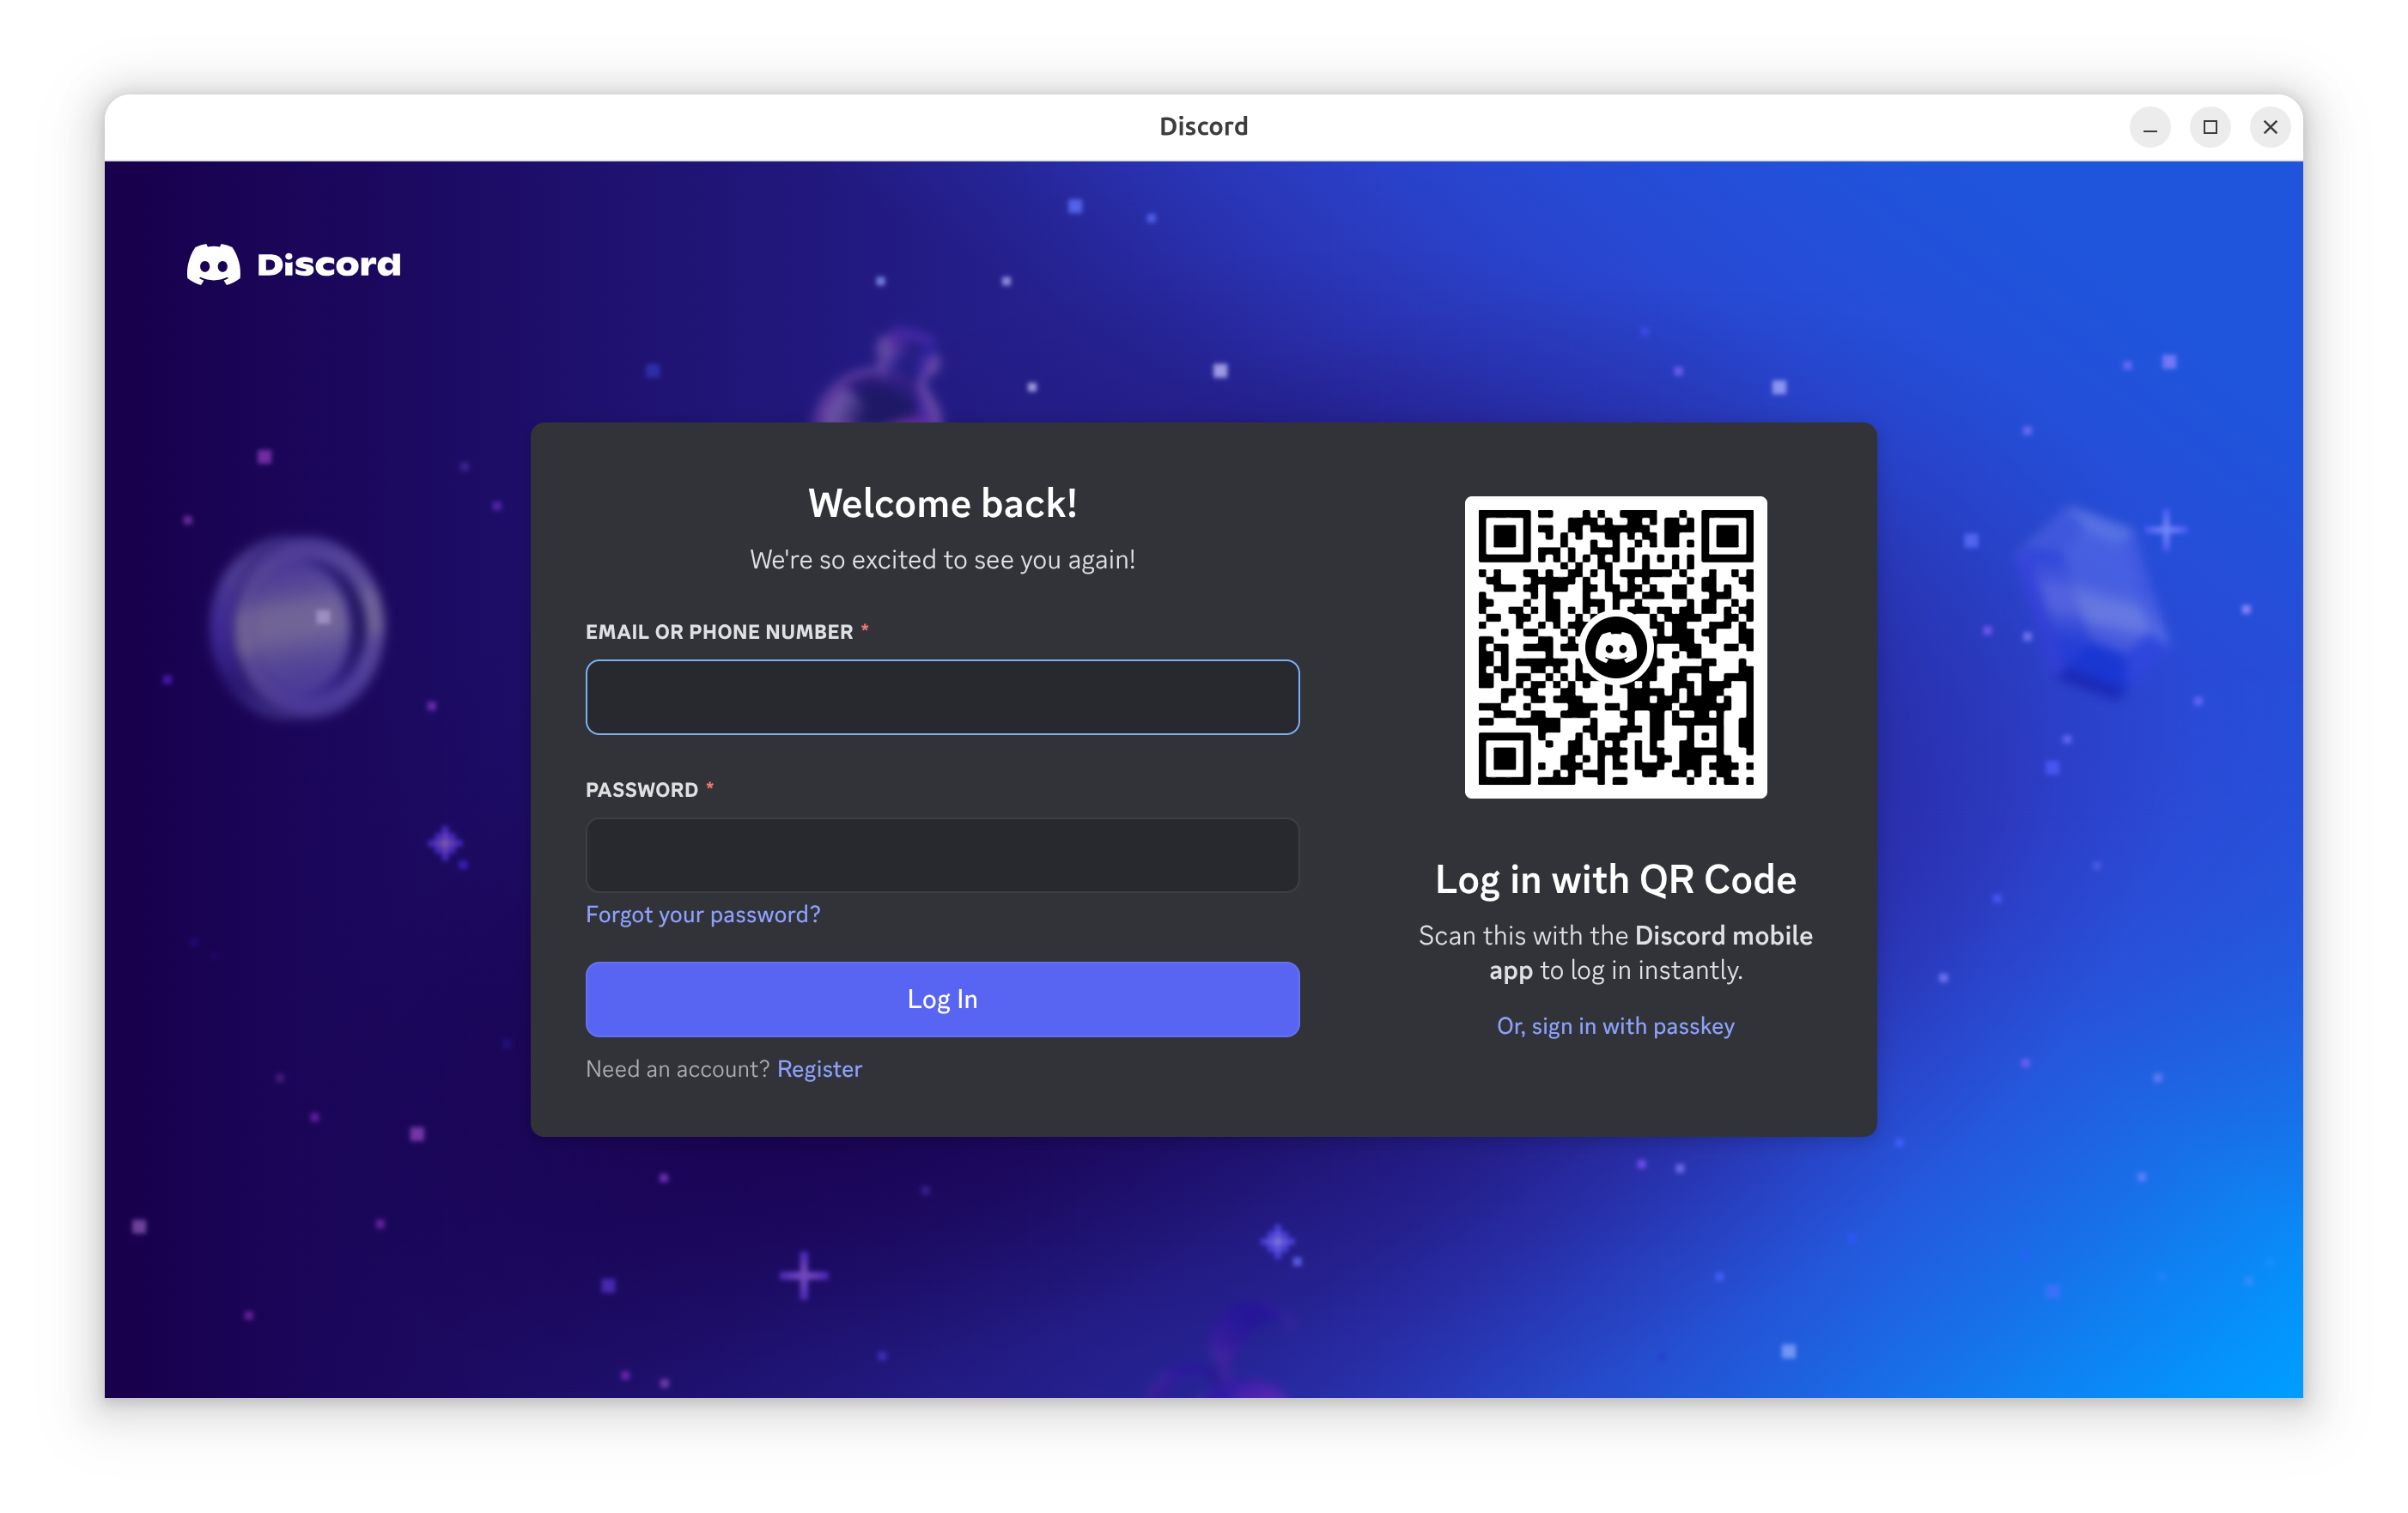 Discord
Discord
Welcome back!
We're so excited to see you again!
EMAIL OR PHONE NUMBER *
PASSWORD *
Forgot your password?
Log In
Need an account? Register
Log in with QR Code
Scan this with the Discord mobile
app to log in instantly.
Or, sign in with passkey